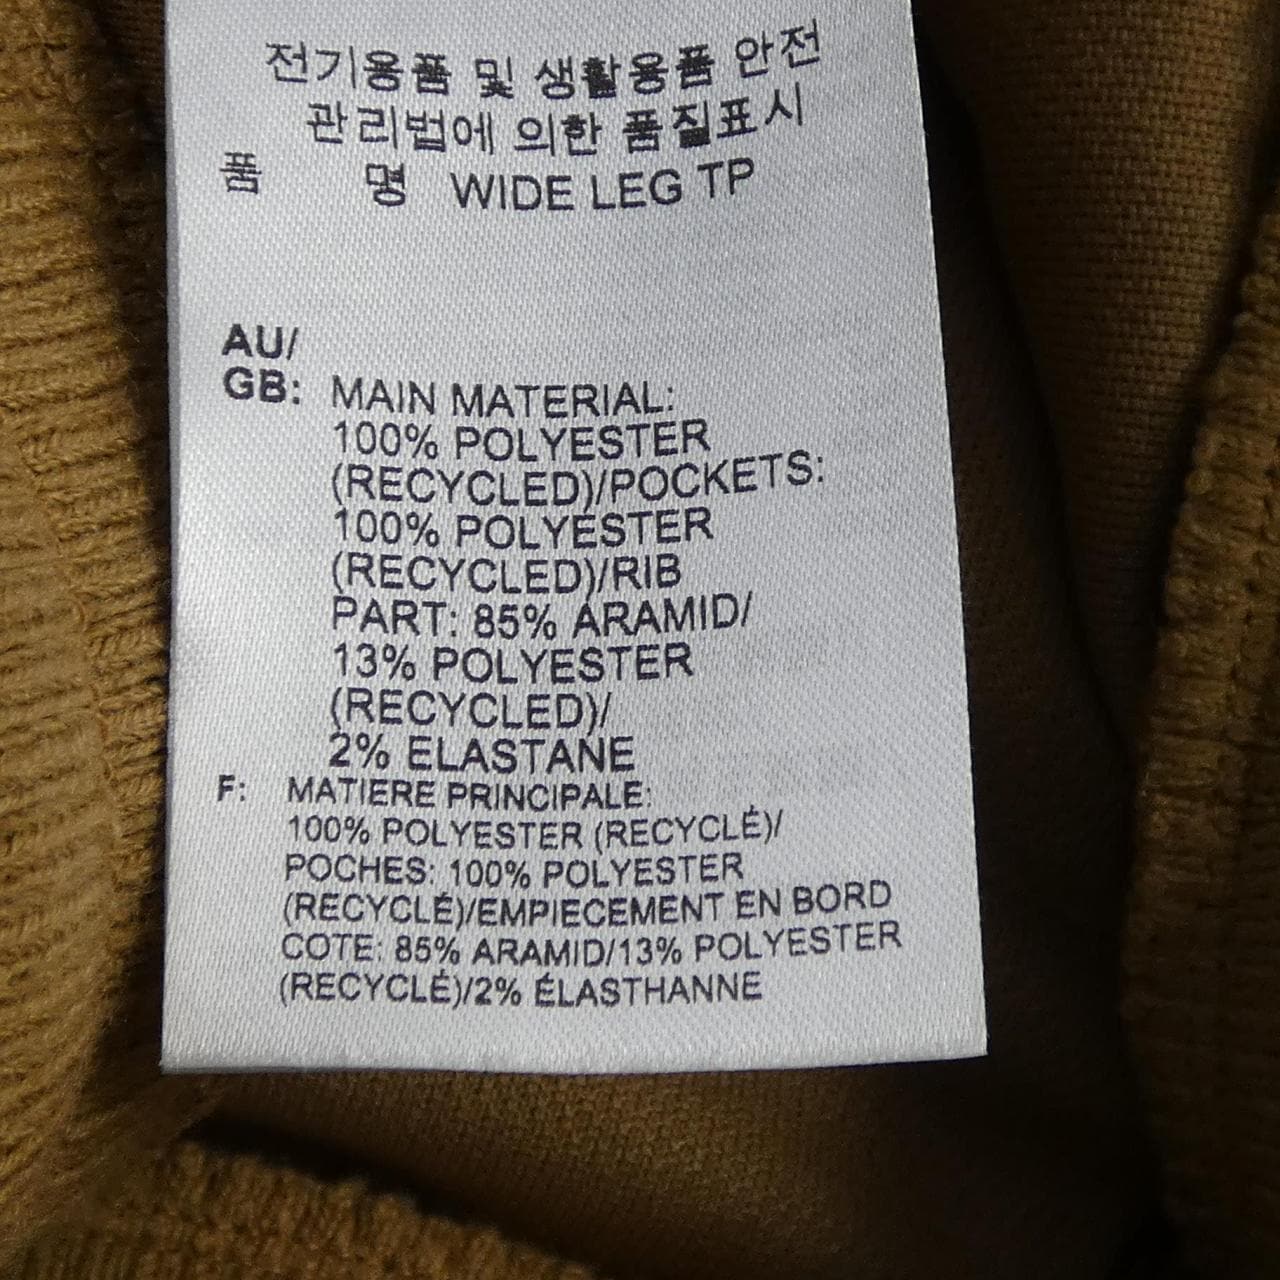 전기용품 및 생활용품 안전
관리법에 의한 품질표시
품 명 WIDE LEG TP
AU/
GB: MAIN MATERIAL:
100% POLYESTER
(RECYCLED)/POCKETS:
100% POLYESTER
(RECYCLED)/RIB
PART: 85% ARAMID/
13% POLYESTER
(RECYCLED)/
2% ELASTANE
F: MATIERE PRINCIPALE:
100% POLYESTER (RECYCLÉ)/
POCHES: 100% POLYESTER
(RECYCLÉ)/EMPIECEMENT EN BORD
COTE: 85% ARAMID/13% POLYESTER
(RECYCLÉ)/2% ÉLASTHANNE